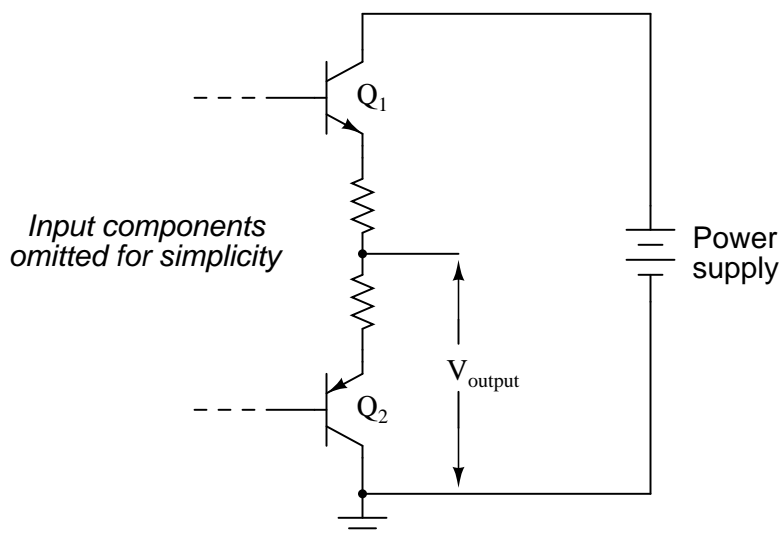 Q1
Input components
omitted for simplicity
Power
supply
Voutput
Q2